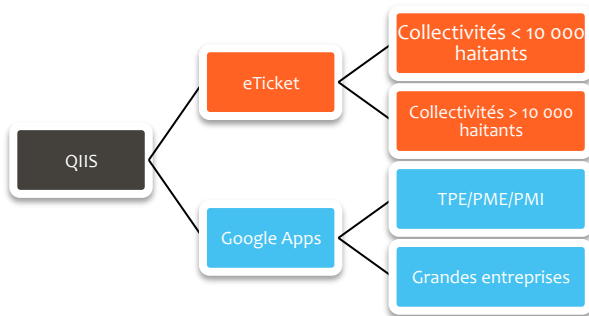 Collectivités < 10 000
haitants
eTicket
Collectivités > 10 000
haitants
QIIS
TPE/PME/PMI
Google Apps
Grandes entreprises